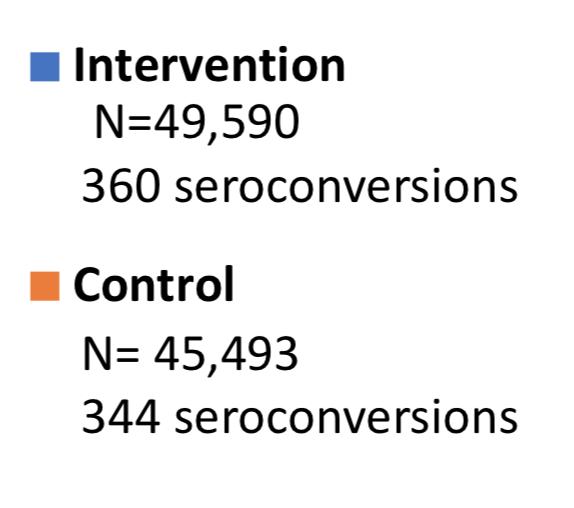 Intervention
N=49,590
360 seroconversions
Control
N= 45,493
344 seroconversions